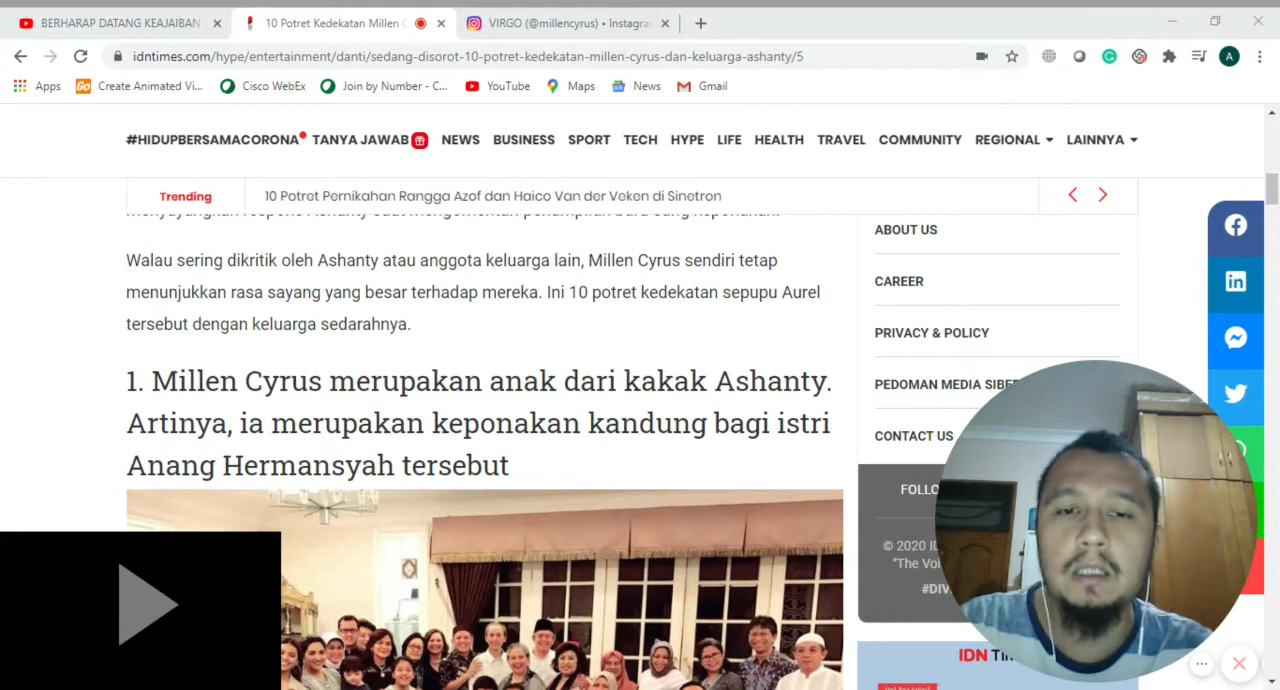 BERHARAP DATANG KEAJAIBAN
10 Potret Kedekatan Millen
VIRGO (@millencyrus) • Instagra
idntimes.com/hype/entertainment/danti/sedang-disorot-10-potret-kedekatan-millen-cyrus-dan-keluarga-ashanty/5
A
Apps
Create Animated Vi...
Cisco WebEx
Join by Number - C...
YouTube
Maps
News
Gmail
#HIDUPBERSAMACORONA TANYA JAWAB NEWS BUSINESS SPORT TECH HYPE LIFE HEALTH TRAVEL COMMUNITY REGIONAL LAINNYA
Trending 10 Potret Pernikahan Rangga Azof dan Haico Van der Veken di Sinetron
Walau sering dikritik oleh Ashanty atau anggota keluarga lain, Millen Cyrus sendiri tetap
menunjukkan rasa sayang yang besar terhadap mereka. Ini 10 potret kedekatan sepupu Aurel
tersebut dengan keluarga sedarahnya.
1. Millen Cyrus merupakan anak dari kakak Ashanty.
Artinya, ia merupakan keponakan kandung bagi istri
Anang Hermansyah tersebut
ABOUT US
CAREER
PRIVACY & POLICY
PEDOMAN MEDIA
CONTACT US
© 2020
"The
IDN